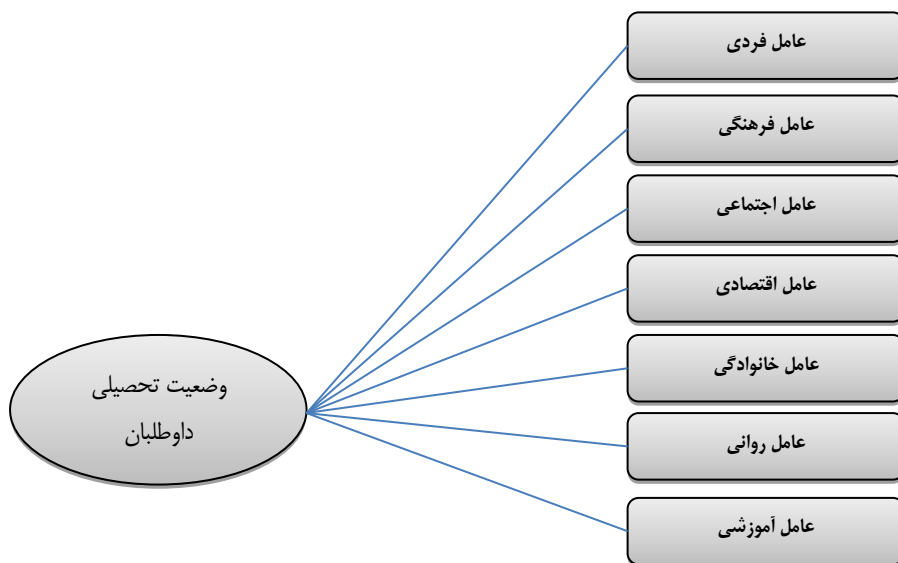 عامل فردی
عامل فرهنگی
عامل اجتماعی
عامل اقتصادی
عامل خانوادگی
عامل روانی
عامل آموزشی
وضعیت تحصیلی
داوطلبان